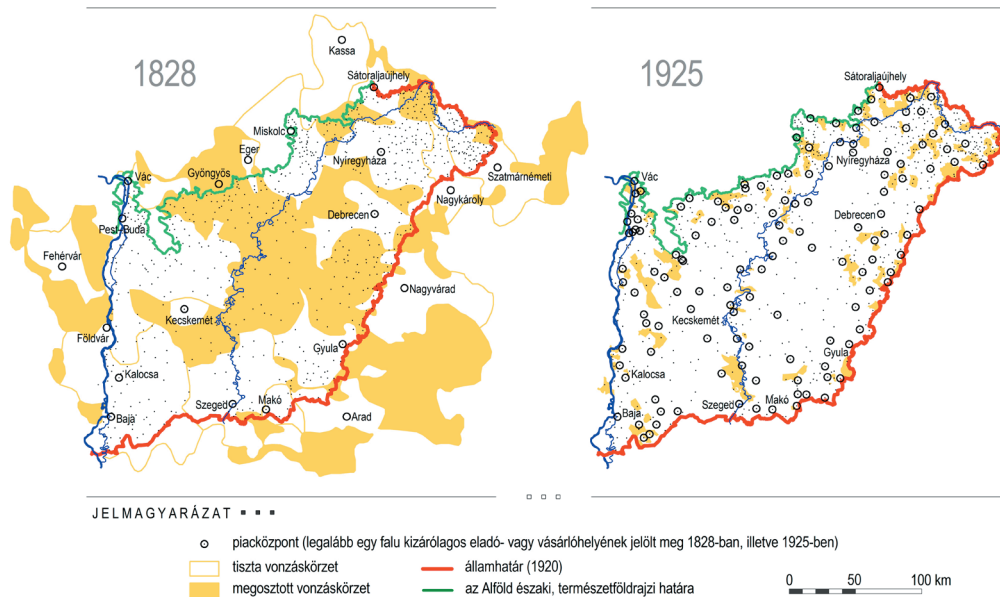 1828
Kassa
Sátoraljaújhely
Miskolc
Eger
Nyíregyháza
Szatmárnémeti
Gyöngyös
Vác
Nagykároly
Debrecen
Pest-Buda
Fehérvár
Nagyvárad
Kecskemét
Földvár
Gyula
Kalocsa
Szeged
Makó
Arad
Baja
1925
Sátoraljaújhely
Nyíregyháza
Vác
Debrecen
Kecskemét
Gyula
Kalocsa
Szeged
Makó
Baja
JELMAGYARÁZAT
piacközpont (legalább egy falu kizárólagos eladó- vagy vásárlóhelyének jelölt meg 1828-ban, illetve 1925-ben)
tiszta vonzáskörzet
államhatár (1920)
megosztott vonzáskörzet
az Alföld északi, természetföldrajzi határa
0 50 100 km